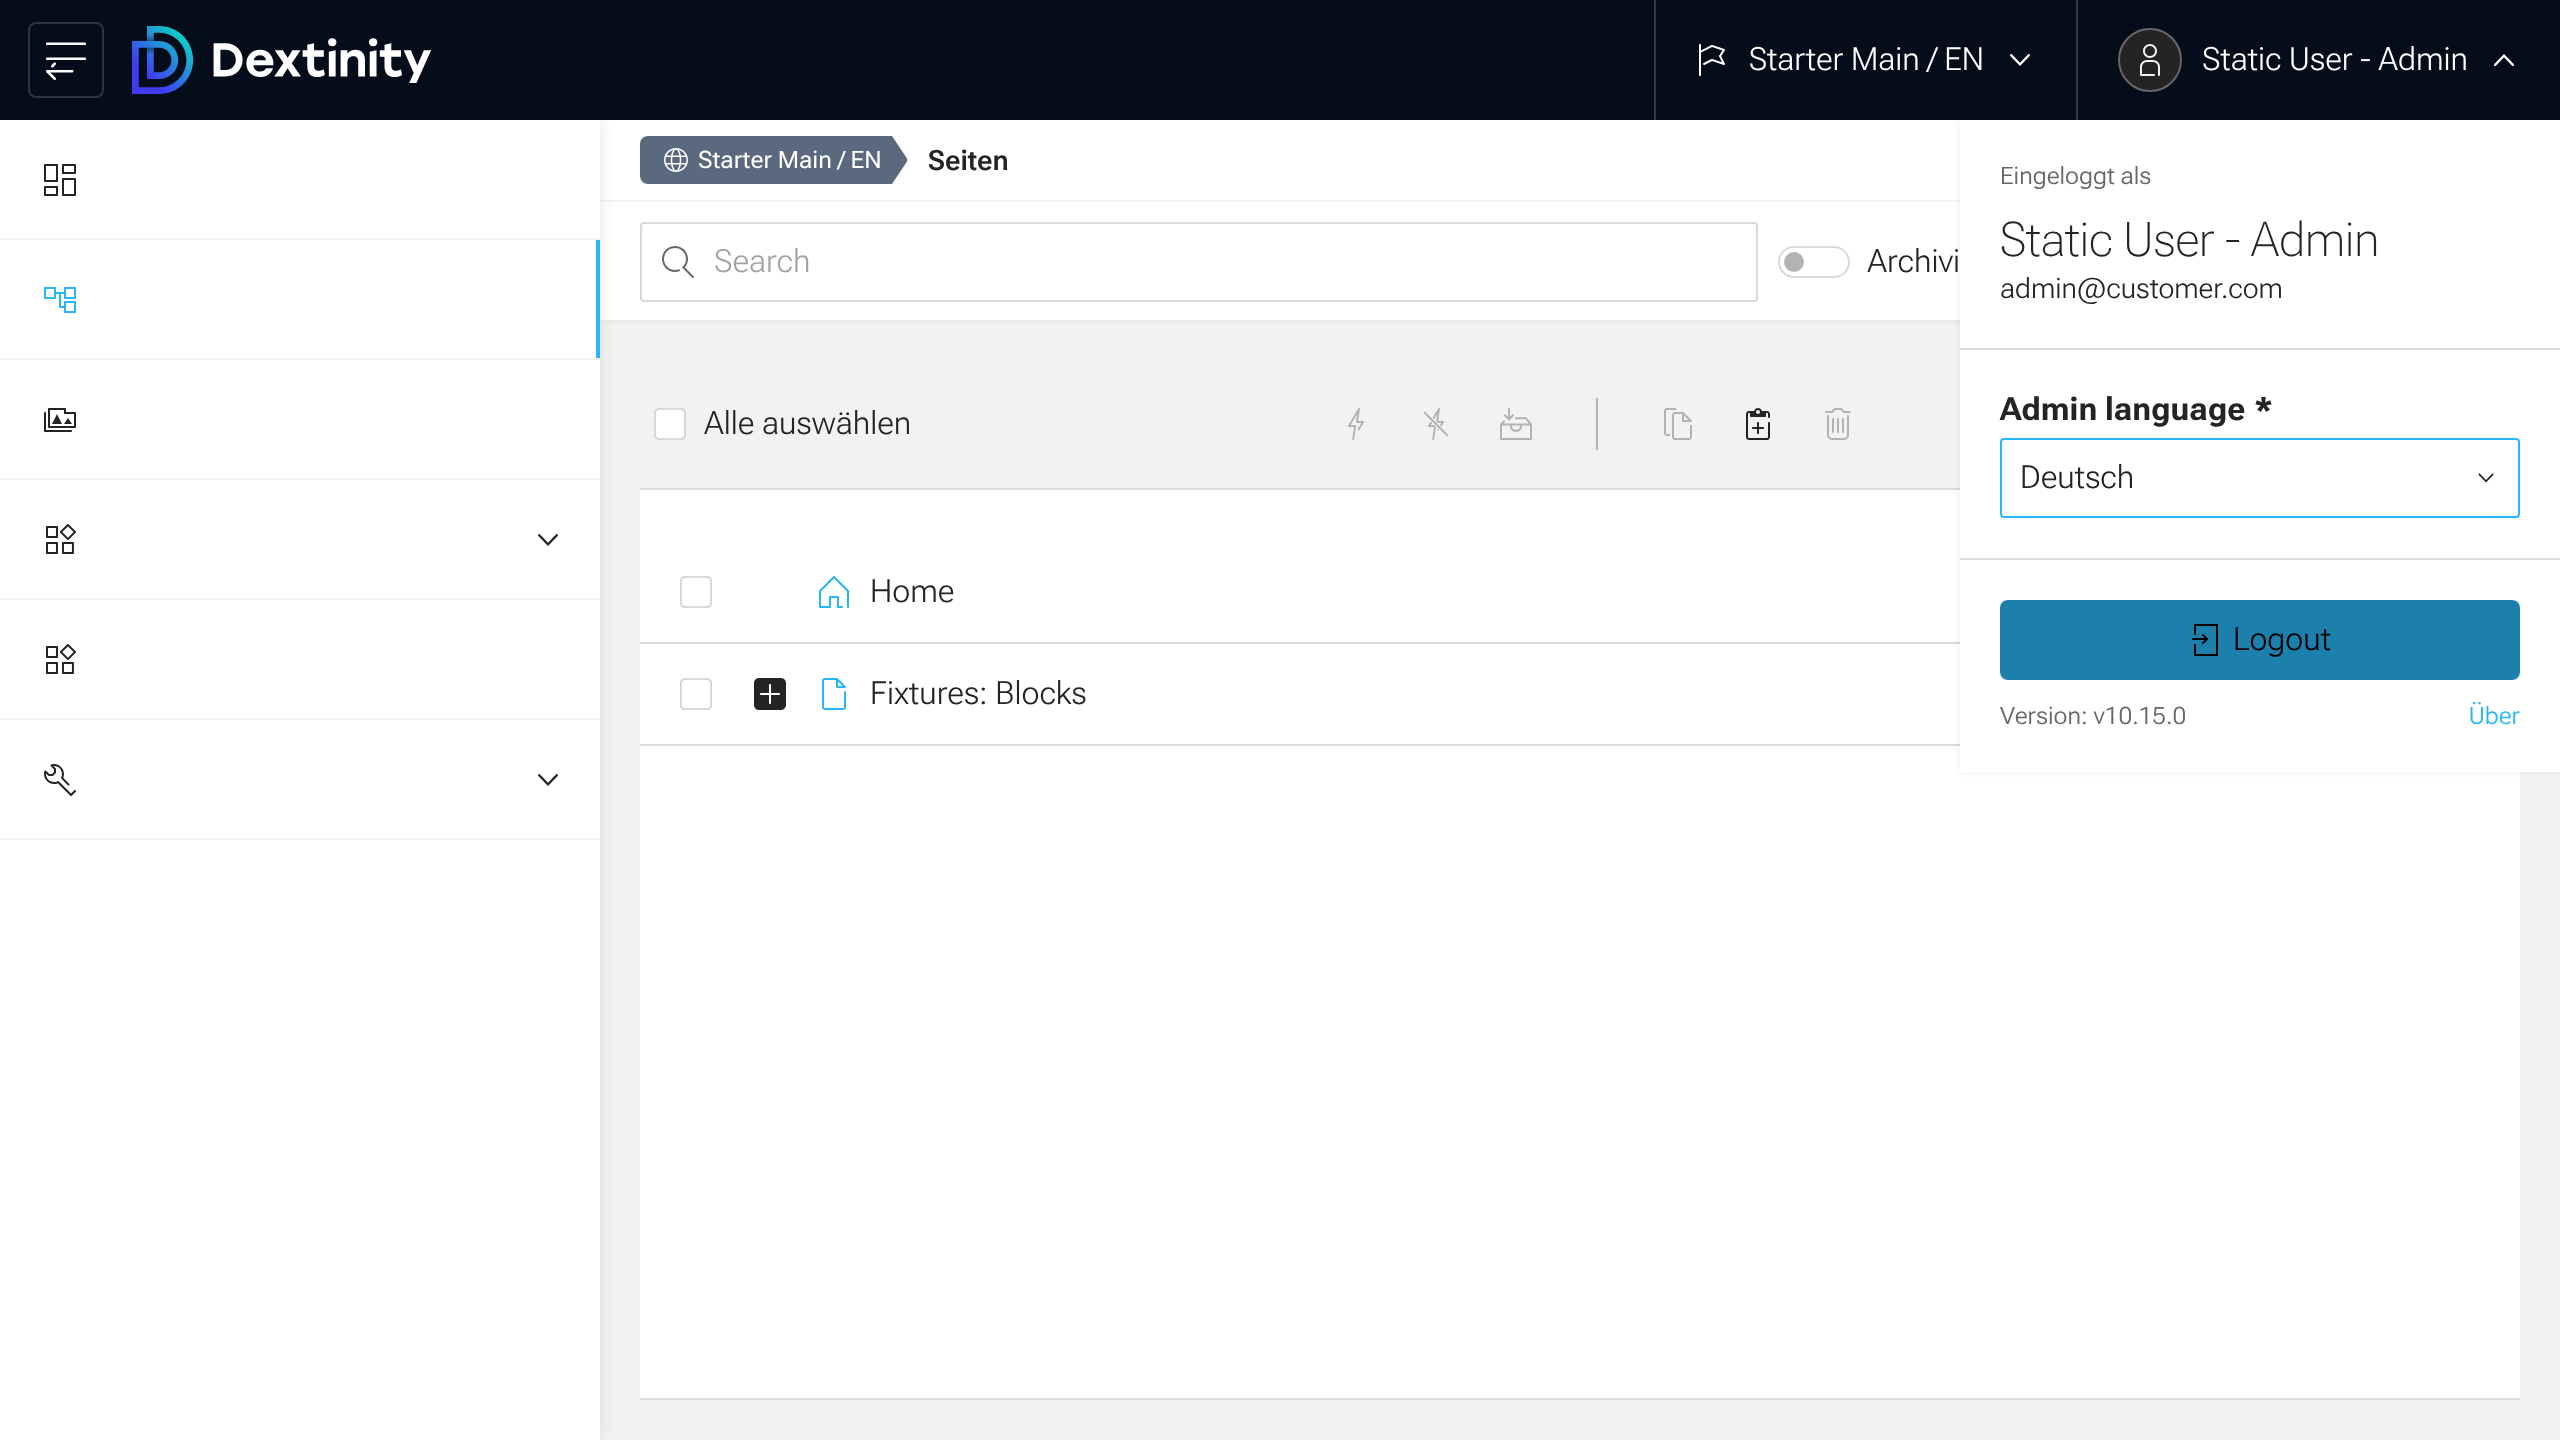 Dextinity
Starter Main / EN
Static User - Admin
Starter Main / EN
Seiten
Search
Archivi
Alle auswählen
Home
Fixtures: Blocks
Eingeloggt als
Static User - Admin
admin@customer.com
Admin language *
Deutsch
Logout
Version: v10.15.0
Über